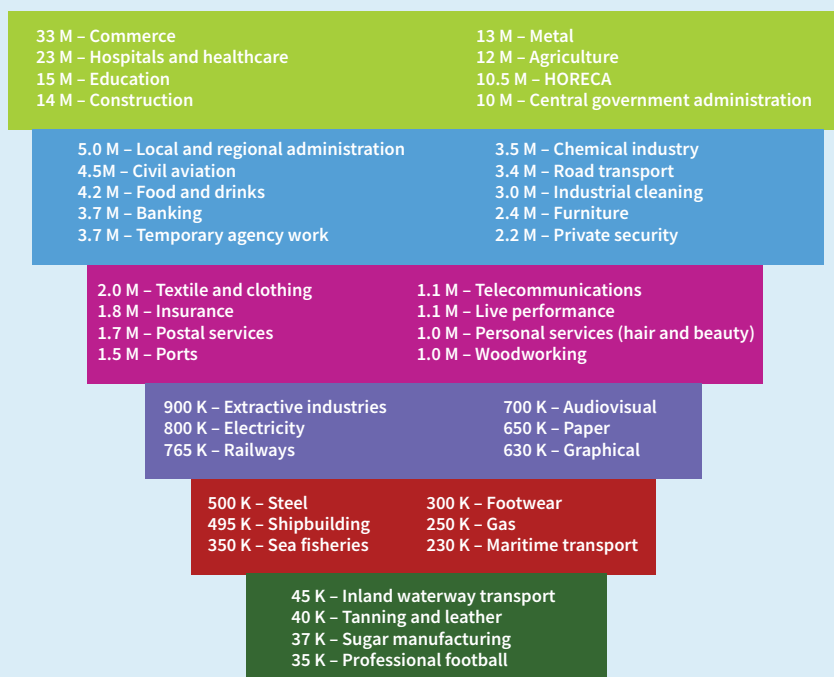 33 M – Commerce
23 M – Hospitals and healthcare
15 M – Education
14 M – Construction
13 M – Metal
12 M – Agriculture
10.5 M – HORECA
10 M – Central government administration
5.0 M – Local and regional administration
4.5M – Civil aviation
4.2 M – Food and drinks
3.7 M – Banking
3.7 M – Temporary agency work
3.5 M – Chemical industry
3.4 M – Road transport
3.0 M – Industrial cleaning
2.4 M – Furniture
2.2 M – Private security
2.0 M – Textile and clothing
1.8 M – Insurance
1.7 M – Postal services
1.5 M – Ports
1.1 M – Telecommunications
1.1 M – Live performance
1.0 M – Personal services (hair and beauty)
1.0 M – Woodworking
900 K – Extractive industries
800 K – Electricity
765 K – Railways
700 K – Audiovisual
650 K – Paper
630 K – Graphical
500 K – Steel
495 K – Shipbuilding
350 K – Sea fisheries
300 K – Footwear
250 K – Gas
230 K – Maritime transport
45 K – Inland waterway transport
40 K – Tanning and leather
37 K – Sugar manufacturing
35 K – Professional football